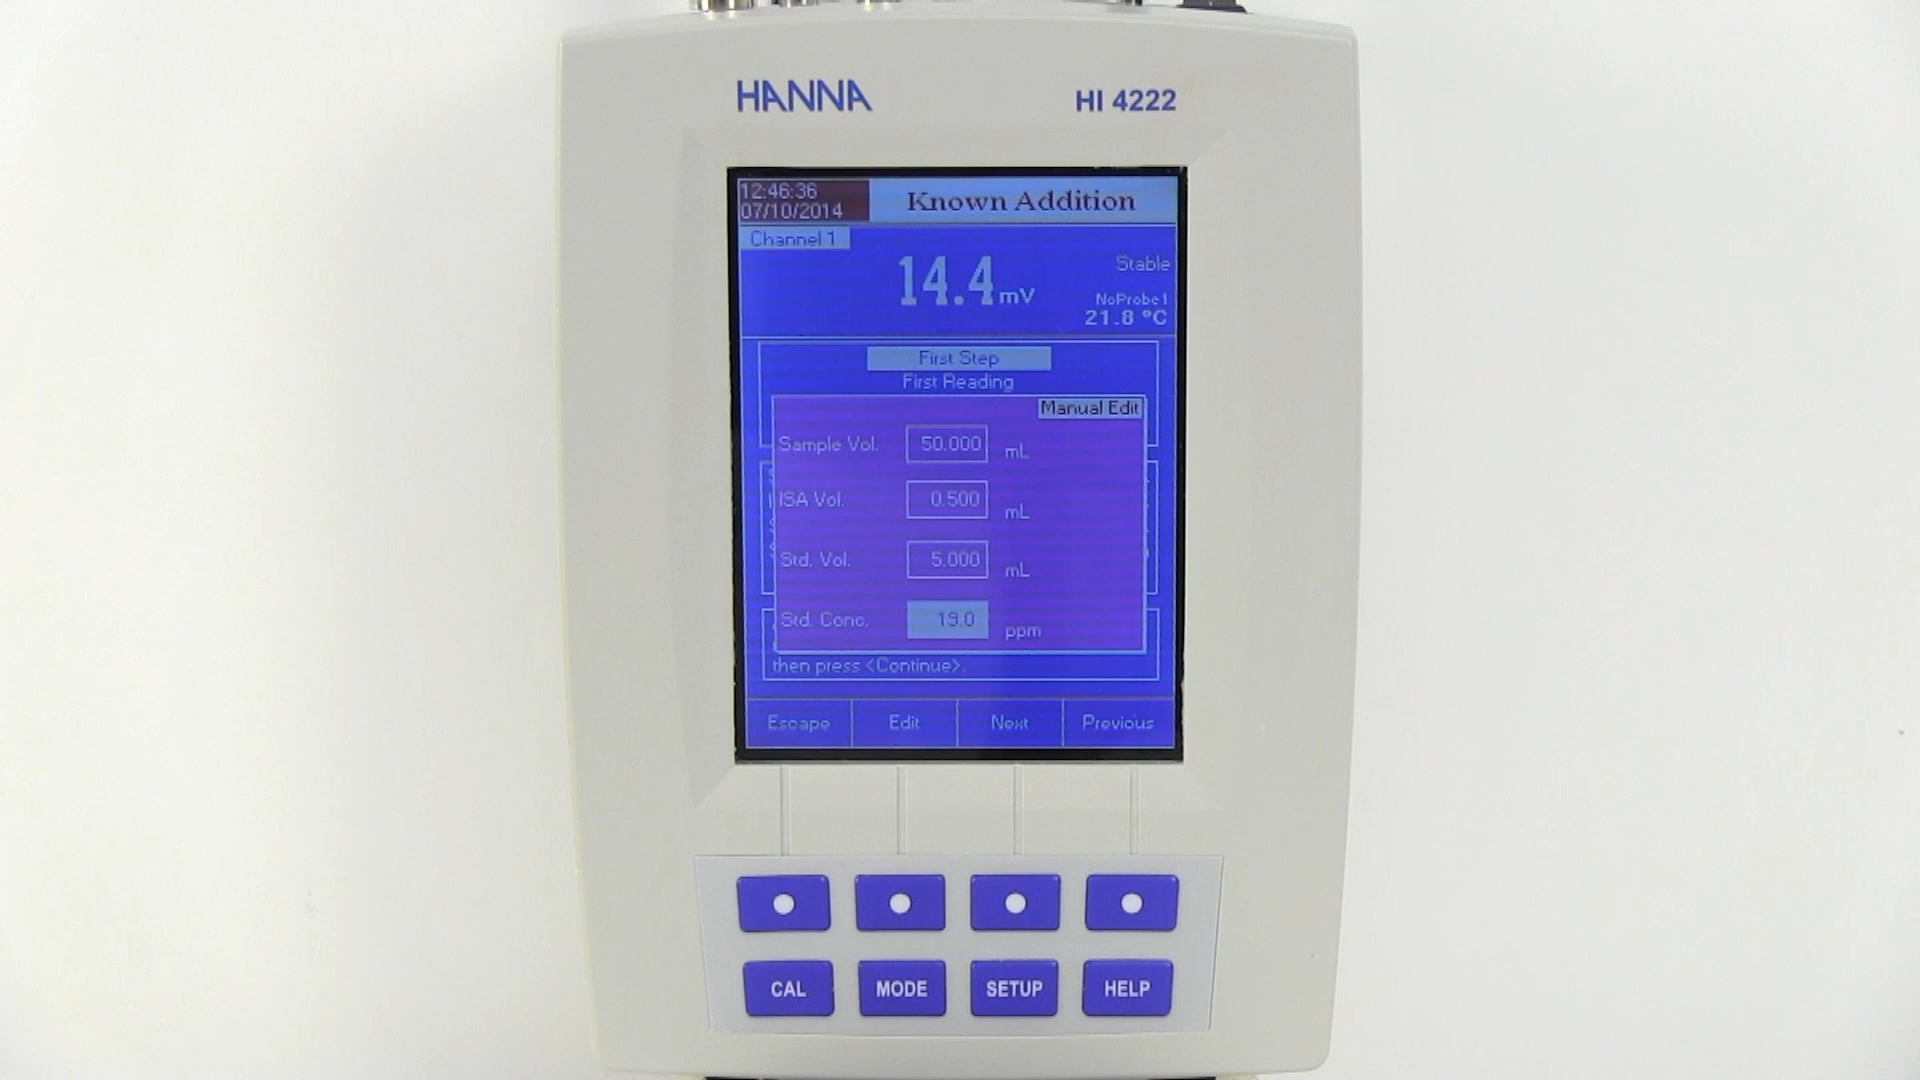 HANNA HI 4222
12:46:36
07/10/2014
Known Addition
Channel 1
14.4 mV
Stable
NoProbe1
21.8 °C
First Step
First Reading
Manual Edit
Sample Vol. 50.000 mL
ISA Vol. 0.500 mL
Std. Vol. 5.000 mL
Std. Conc. 19.0 ppm
then press <Continue>.
Escape Edit Next Previous
CAL MODE SETUP HELP